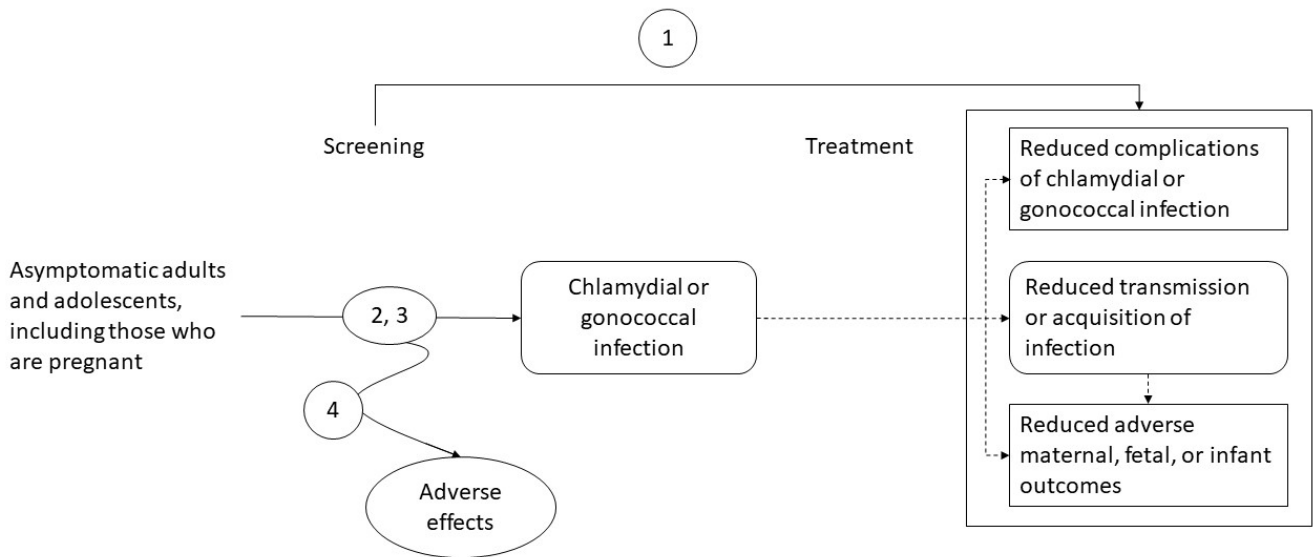 1
Screening
Treatment
Reduced complications
of chlamydial or
gonococcal infection
Asymptomatic adults
and adolescents,
including those who
are pregnant
2, 3
Chlamydial or
gonococcal
infection
Reduced transmission
or acquisition of
infection
4
Adverse
effects
Reduced adverse
maternal, fetal, or infant
outcomes